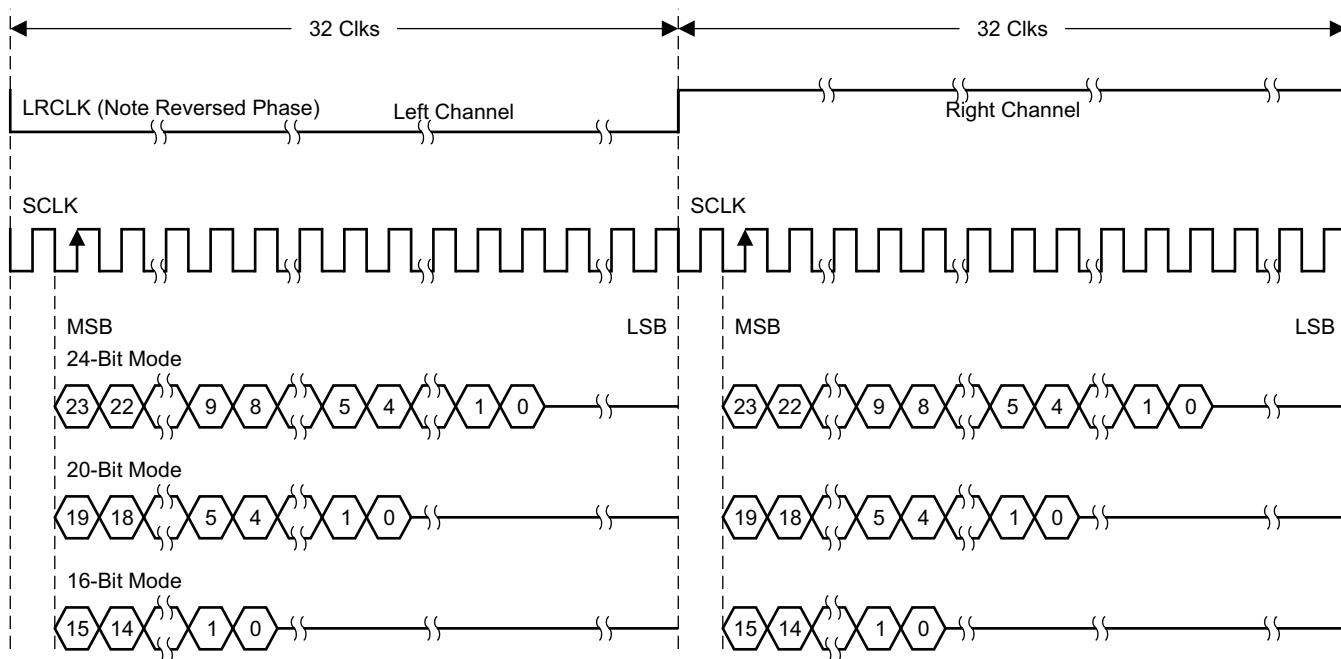 32 Clks 32 Clks
LRCLK (Note Reversed Phase) Left Channel Right Channel
SCLK SCLK
MSB LSB MSB LSB
24-Bit Mode
23 22 9 8 5 4 1 0 23 22 9 8 5 4 1 0
20-Bit Mode
19 18 5 4 1 0 19 18 5 4 1 0
16-Bit Mode
15 14 1 0 15 14 1 0